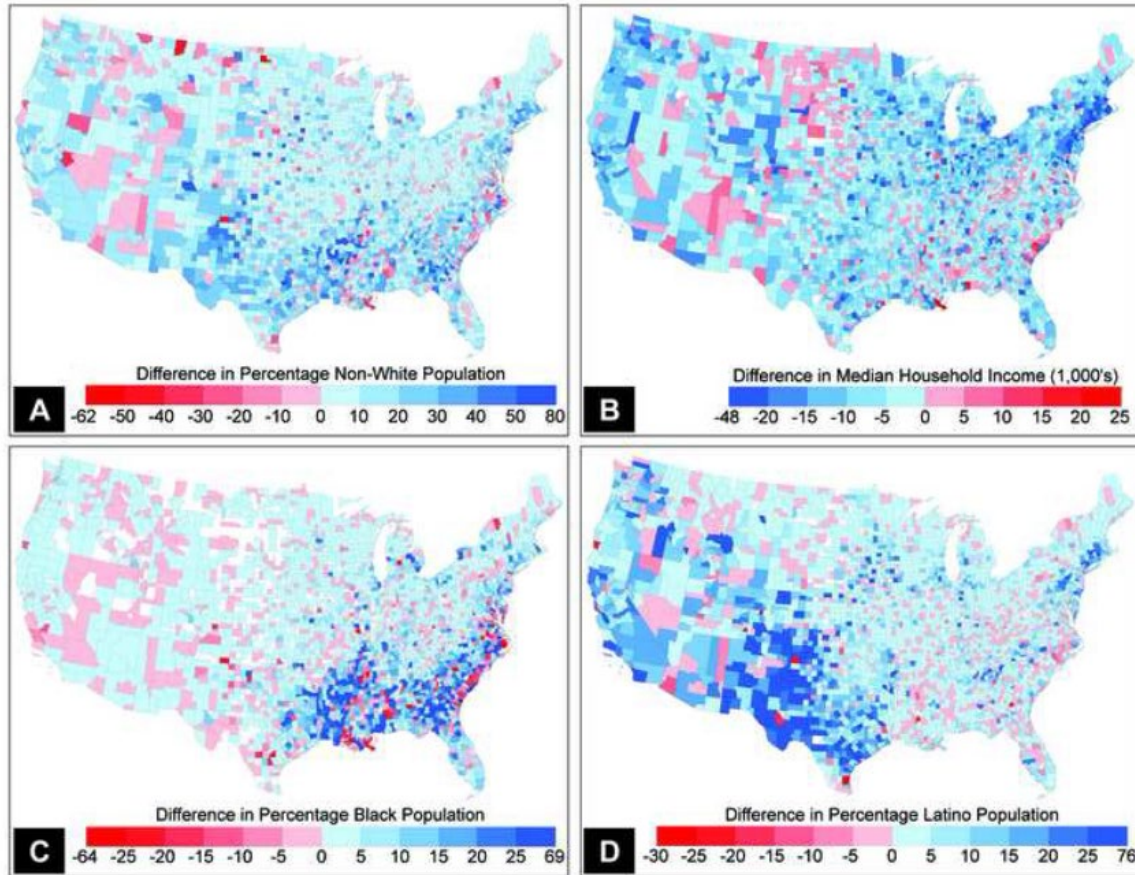 Difference in Percentage Non-White Population
A
-62 -50 -40 -30 -20 -10 0 10 20 30 40 50 80
Difference in Median Household Income (1,000's)
B
-48 -20 -15 -10 -5 0 5 10 15 20 25
Difference in Percentage Black Population
C
-64 -25 -20 -15 -10 -5 0 5 10 15 20 25 69
Difference in Percentage Latino Population
D
-30 -25 -20 -15 -10 -5 0 5 10 15 20 25 76